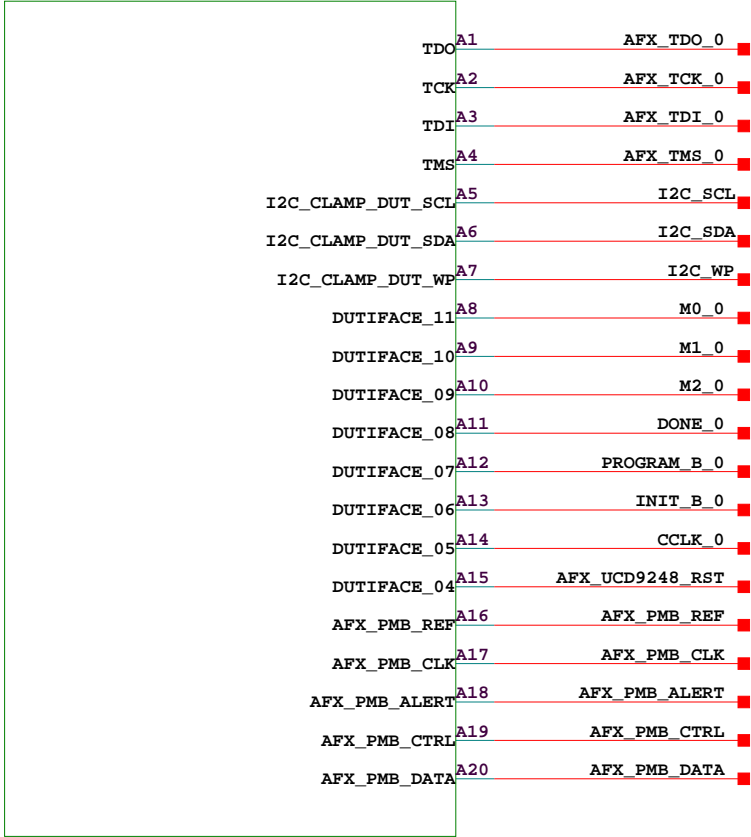 TDO A1 AFX_TDO_0
TCK A2 AFX_TCK_0
TDI A3 AFX_TDI_0
TMS A4 AFX_TMS_0
I2C_CLAMP_DUT_SCL A5 I2C_SCL
I2C_CLAMP_DUT_SDA A6 I2C_SDA
I2C_CLAMP_DUT_WP A7 I2C_WP
DUTIFACE_11 A8 M0_0
DUTIFACE_10 A9 M1_0
DUTIFACE_09 A10 M2_0
DUTIFACE_08 A11 DONE_0
DUTIFACE_07 A12 PROGRAM_B_0
DUTIFACE_06 A13 INIT_B_0
DUTIFACE_05 A14 CCLK_0
DUTIFACE_04 A15 AFX_UCD9248_RST
AFX_PMB_REF A16 AFX_PMB_REF
AFX_PMB_CLK A17 AFX_PMB_CLK
AFX_PMB_ALERT A18 AFX_PMB_ALERT
AFX_PMB_CTRL A19 AFX_PMB_CTRL
AFX_PMB_DATA A20 AFX_PMB_DATA